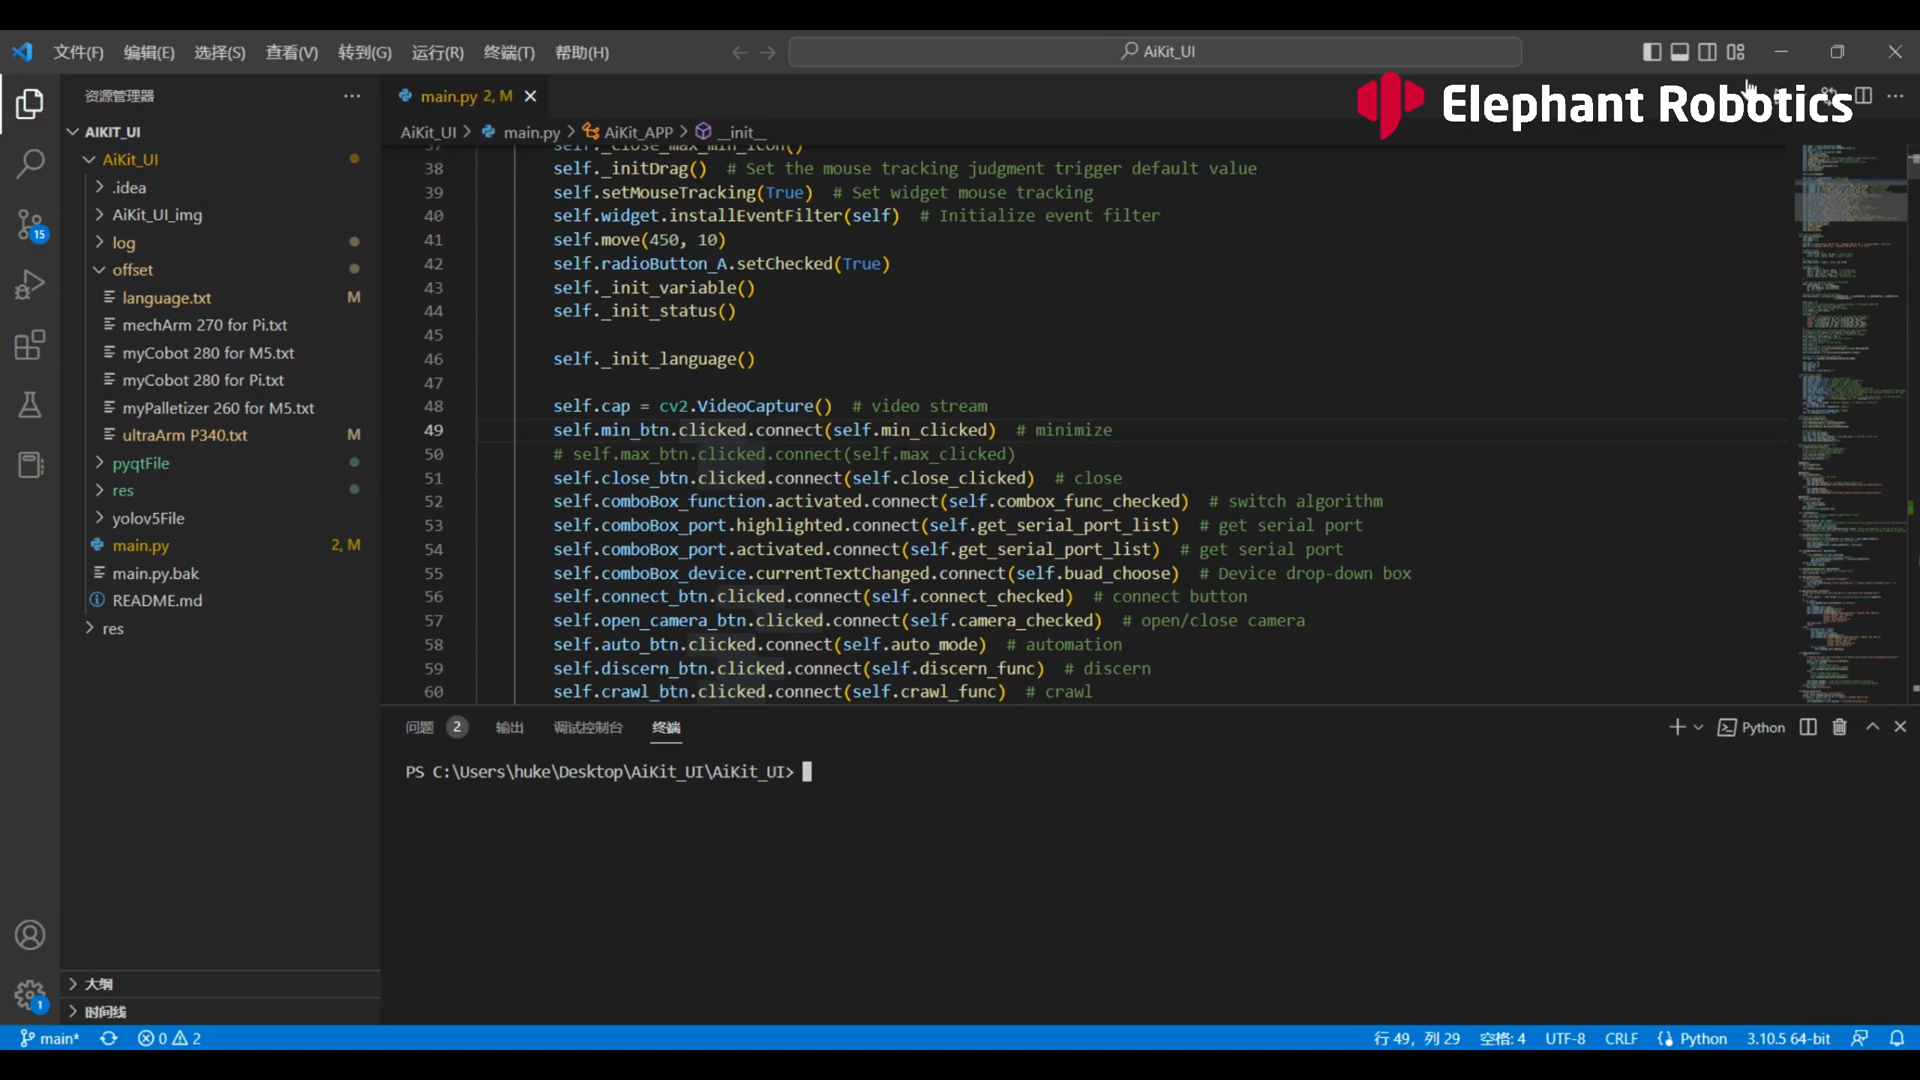 文件(F) 编辑(E) 选择(S) 查看(V) 转到(G) 运行(R) 终端(T) 帮助(H) AiKit_UI
Elephant Robotics
资源管理器
main.py 2, M
AIKIT_UI
AiKit_UI > main.py > AiKit_APP > __init__
AiKit_UI
.idea
AiKit_UI_img
log
offset
language.txt M
mechArm 270 for Pi.txt
myCobot 280 for M5.txt
myCobot 280 for Pi.txt
myPalletizer 260 for M5.txt
ultraArm P340.txt M
pyqtFile
res
yolov5File
main.py 2, M
main.py.bak
README.md
res
大纲
时间线
37 self._close_max_min_icon()
38 self._initDrag()  # Set the mouse tracking judgment trigger default value
39 self.setMouseTracking(True)  # Set widget mouse tracking
40 self.widget.installEventFilter(self)  # Initialize event filter
41 self.move(450, 10)
42 self.radioButton_A.setChecked(True)
43 self._init_variable()
44 self._init_status()
45
46 self._init_language()
47
48 self.cap = cv2.VideoCapture()  # video stream
49 self.min_btn.clicked.connect(self.min_clicked)  # minimize
50 # self.max_btn.clicked.connect(self.max_clicked)
51 self.close_btn.clicked.connect(self.close_clicked)  # close
52 self.comboBox_function.activated.connect(self.combox_func_checked)  # switch algorithm
53 self.comboBox_port.highlighted.connect(self.get_serial_port_list)  # get serial port
54 self.comboBox_port.activated.connect(self.get_serial_port_list)  # get serial port
55 self.comboBox_device.currentTextChanged.connect(self.buad_choose)  # Device drop-down box
56 self.connect_btn.clicked.connect(self.connect_checked)  # connect button
57 self.open_camera_btn.clicked.connect(self.camera_checked)  # open/close camera
58 self.auto_btn.clicked.connect(self.auto_mode)  # automation
59 self.discern_btn.clicked.connect(self.discern_func)  # discern
60 self.crawl_btn.clicked.connect(self.crawl_func)  # crawl
问题 2 输出 调试控制台 终端 Python
PS C:\Users\huke\Desktop\AiKit_UI\AiKit_UI>
15
1
main* 0 2 行 49，列 29 空格: 4 UTF-8 CRLF Python 3.10.5 64-bit